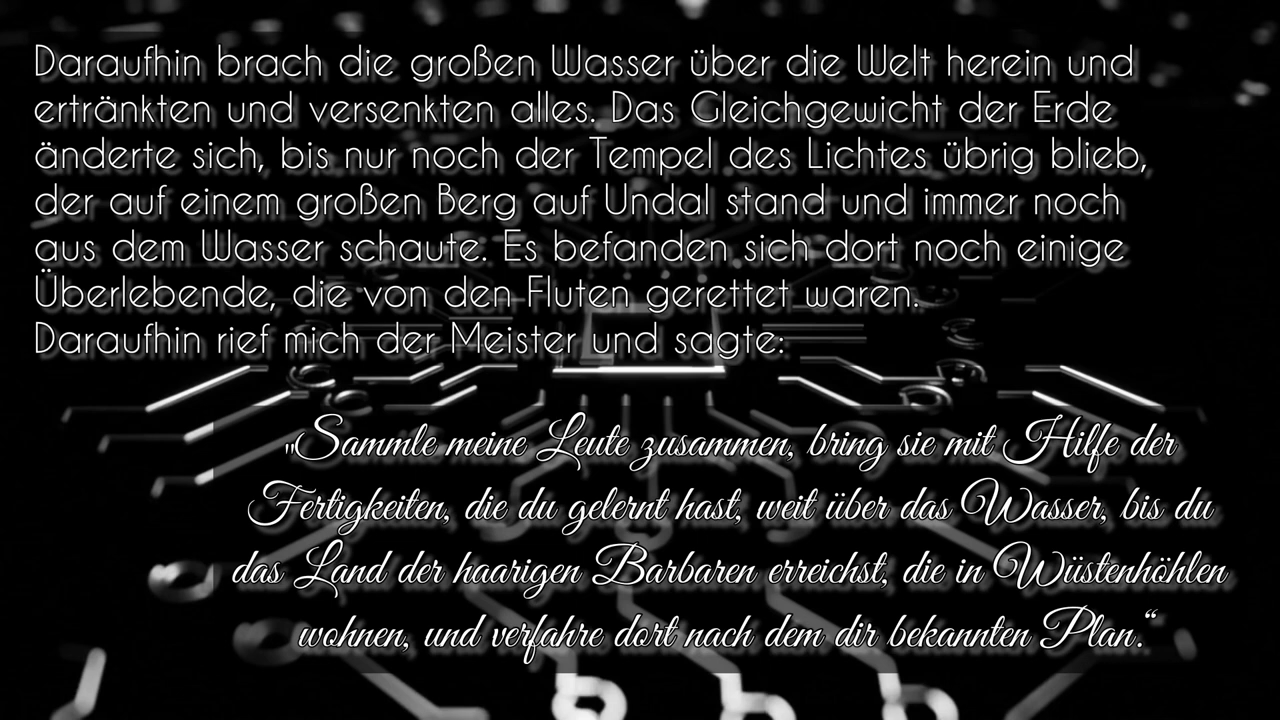 Daraufhin brach die großen Wasser über die Welt herein und
ertränkten und versenkten alles. Das Gleichgewicht der Erde
änderte sich, bis nur noch der Tempel des Lichtes übrig blieb,
der auf einem großen Berg auf Undal stand und immer noch
aus dem Wasser schaute. Es befanden sich dort noch einige
Überlebende, die von den Fluten gerettet waren.
Daraufhin rief mich der Meister und sagte:
"Sammle meine Leute zusammen, bring sie mit Hilfe der
Fertigkeiten, die du gelernt hast, weit über das Wasser, bis du
das Land der haarigen Barbaren erreichst, die in Wüstenhöhlen
wohnen, und verfahre dort nach dem dir bekannten Plan.“